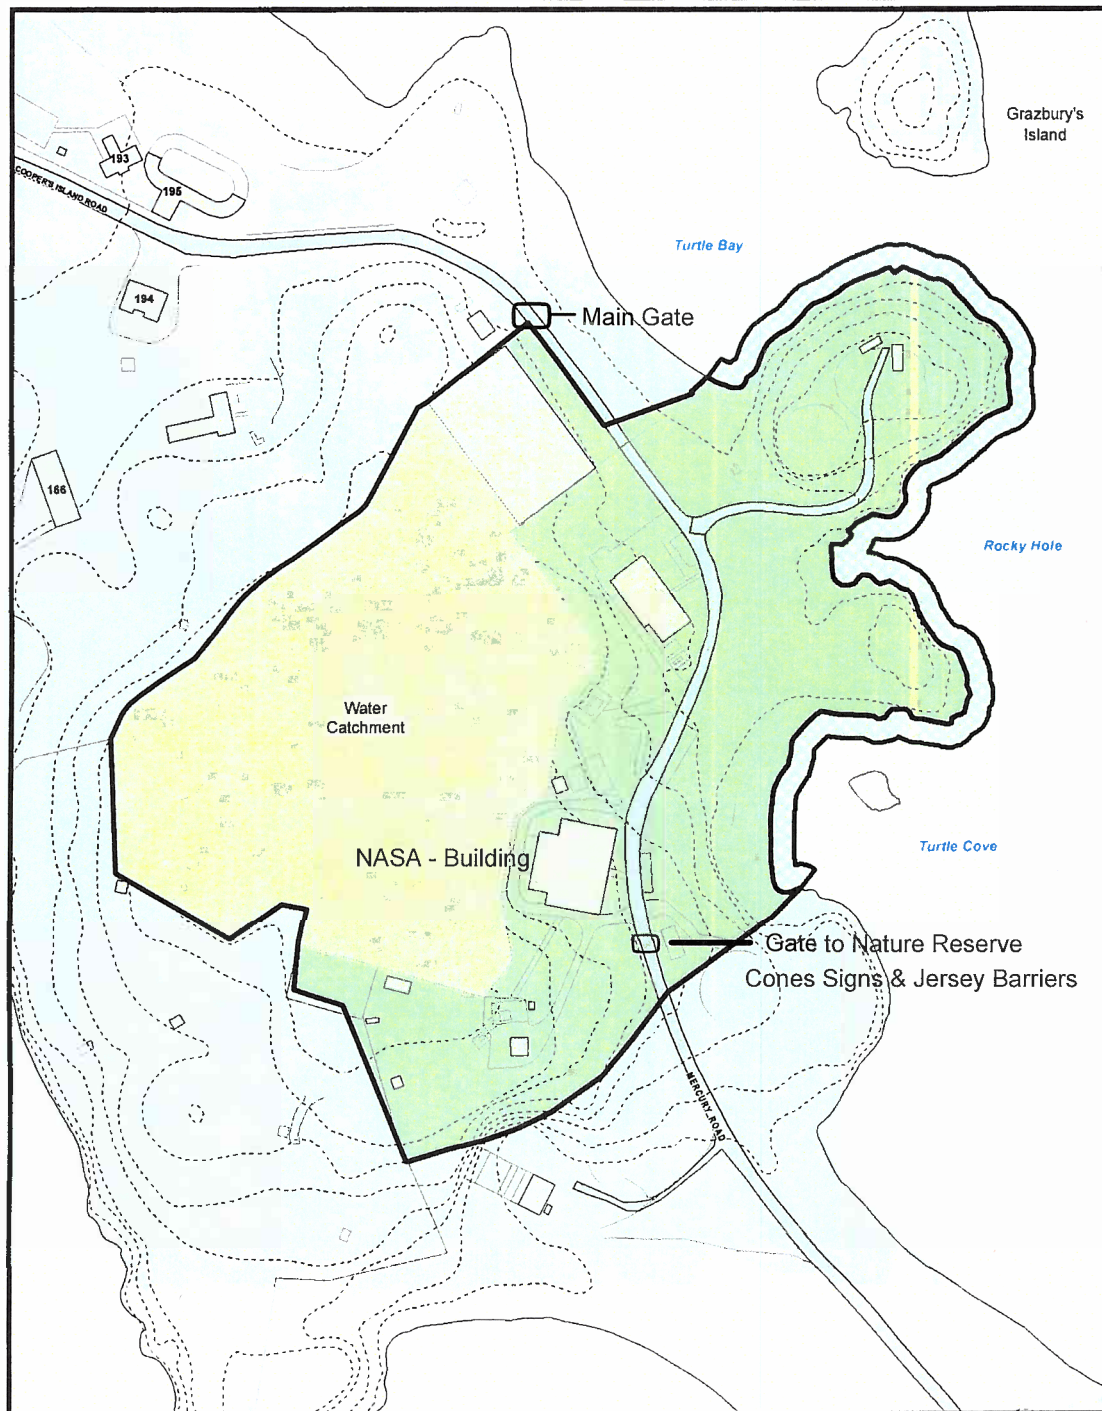 Grazbury's
Island
193
COOPER'S ISLAND ROAD
195
Turtle Bay
194
Main Gate
166
Rocky Hole
Water
Catchment
NASA - Building
Turtle Cove
Gate to Nature Reserve
Cones Signs & Jersey Barriers
MERCURY ROAD